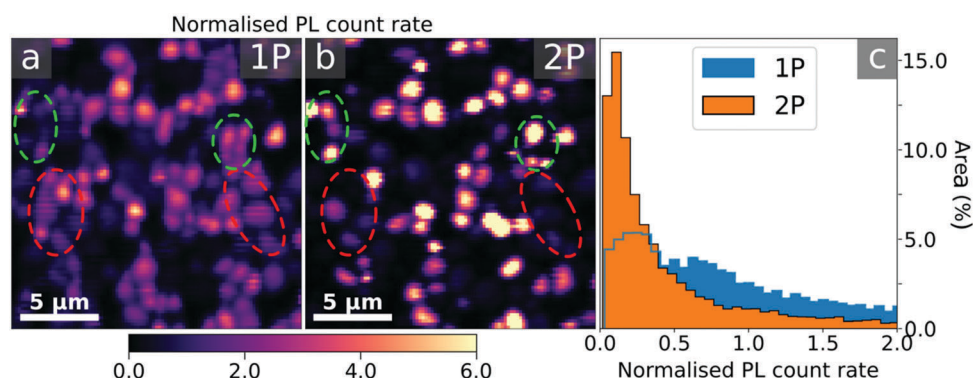 Normalised PL count rate
a 1P b 2P c
1P
2P
15.0
10.0
5.0
0.0
Area (%)
5 μm 5 μm
0.0 2.0 4.0 6.0
0.0 0.5 1.0 1.5 2.0
Normalised PL count rate